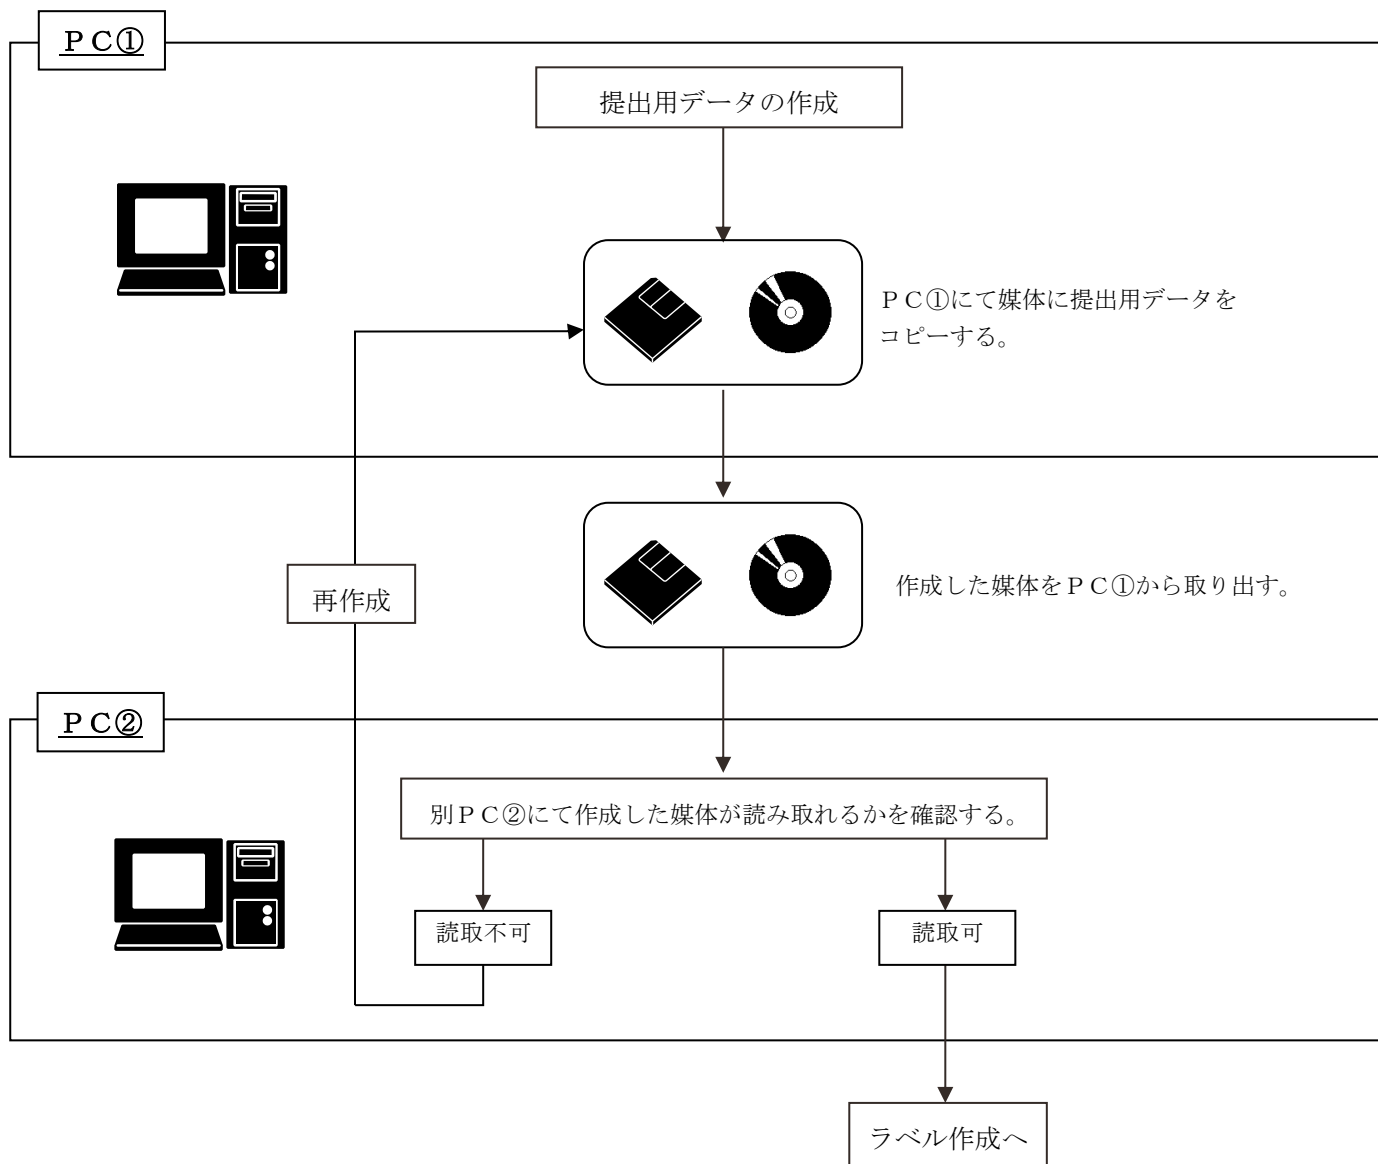 ＰＣ①
提出用データの作成
ＰＣ①にて媒体に提出用データを
コピーする。
作成した媒体をＰＣ①から取り出す。
再作成
ＰＣ②
別ＰＣ②にて作成した媒体が読み取れるかを確認する。
読取不可
読取可
ラベル作成へ